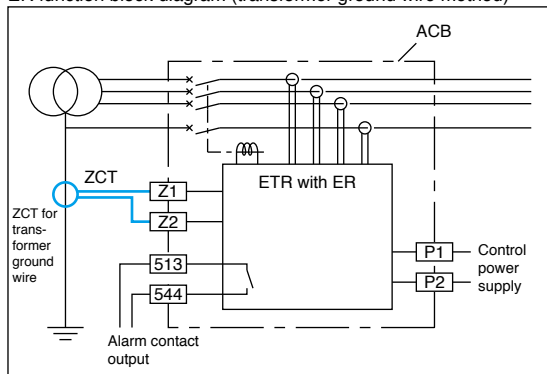 ER function block diagram (transformer ground wire method)
ACB
ZCT
Z1
ETR with ER
ZCT for
trans-
former
ground
wire
Z2
513
544
P1
P2
Control
power
supply
Alarm contact
output